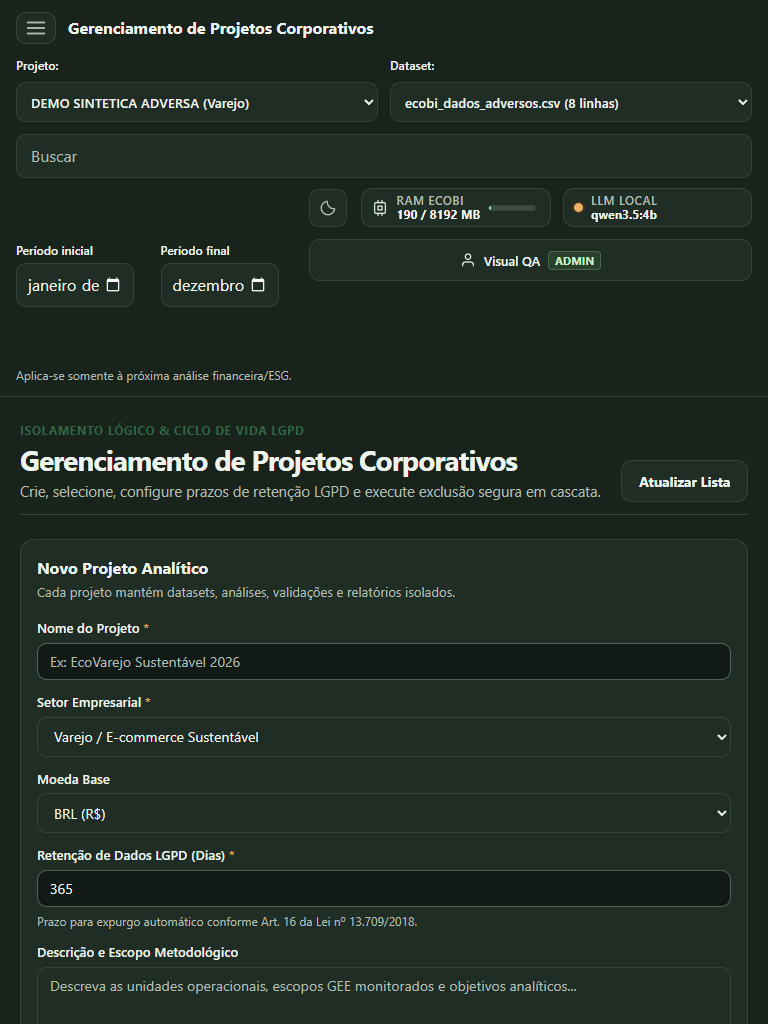 Gerenciamento de Projetos Corporativos
Projeto:
Dataset:
DEMO SINTETICA ADVERSA (Varejo)
ecobi_dados_adversos.csv (8 linhas)
Buscar
RAM ECOBI
190 / 8192 MB
LLM LOCAL
qwen3.5:4b
Período inicial
Período final
janeiro de
dezembro
Visual QA
ADMIN
Aplica-se somente à próxima análise financeira/ESG.
ISOLAMENTO LÓGICO & CICLO DE VIDA LGPD
Gerenciamento de Projetos Corporativos
Crie, selecione, configure prazos de retenção LGPD e execute exclusão segura em cascata.
Atualizar Lista
Novo Projeto Analítico
Cada projeto mantém datasets, análises, validações e relatórios isolados.
Nome do Projeto *
Ex: EcoVarejo Sustentável 2026
Setor Empresarial *
Varejo / E-commerce Sustentável
Moeda Base
BRL (R$)
Retenção de Dados LGPD (Dias) *
365
Prazo para expurgo automático conforme Art. 16 da Lei nº 13.709/2018.
Descrição e Escopo Metodológico
Descreva as unidades operacionais, escopos GEE monitorados e objetivos analíticos...